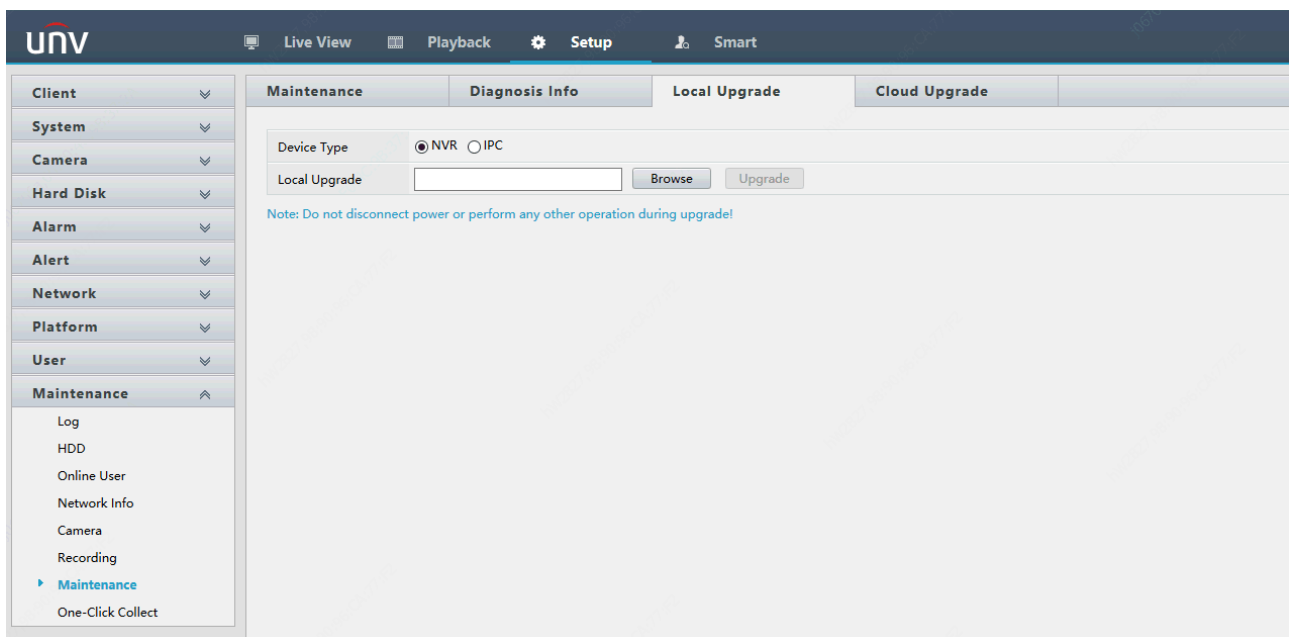 unv
Live View Playback Setup Smart
Client
System
Camera
Hard Disk
Alarm
Alert
Network
Platform
User
Maintenance
Log
HDD
Online User
Network Info
Camera
Recording
Maintenance
One-Click Collect
Maintenance Diagnosis Info Local Upgrade Cloud Upgrade
Device Type NVR IPC
Local Upgrade Browse Upgrade
Note: Do not disconnect power or perform any other operation during upgrade!